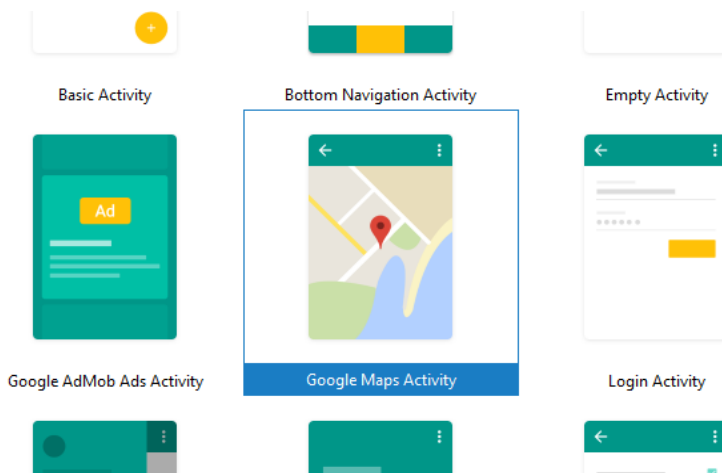 Basic Activity
Bottom Navigation Activity
Empty Activity
Ad
Google AdMob Ads Activity
Google Maps Activity
Login Activity